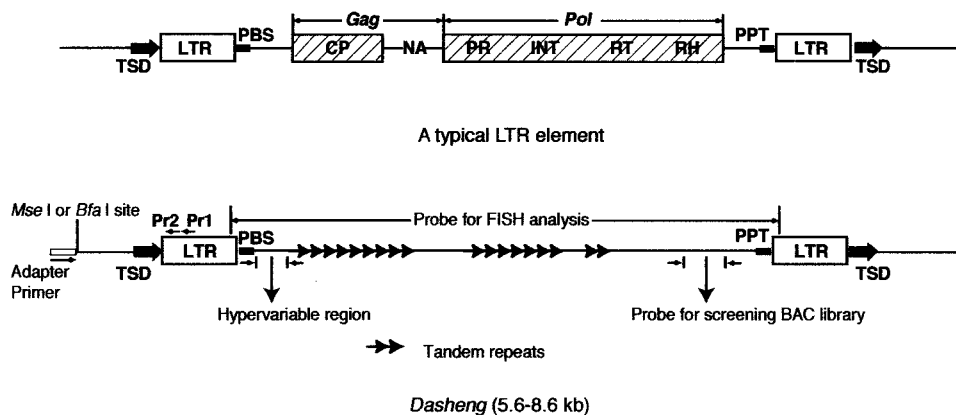 Gag Pol
LTR PBS CP NA PR INT RT RH PPT LTR
TSD TSD
A typical LTR element
Mse I or Bfa I site
Pr2 Pr1 Probe for FISH analysis
LTR PBS PPT LTR
TSD TSD
Adapter
Primer
Hypervariable region Probe for screening BAC library
Tandem repeats
Dasheng (5.6-8.6 kb)